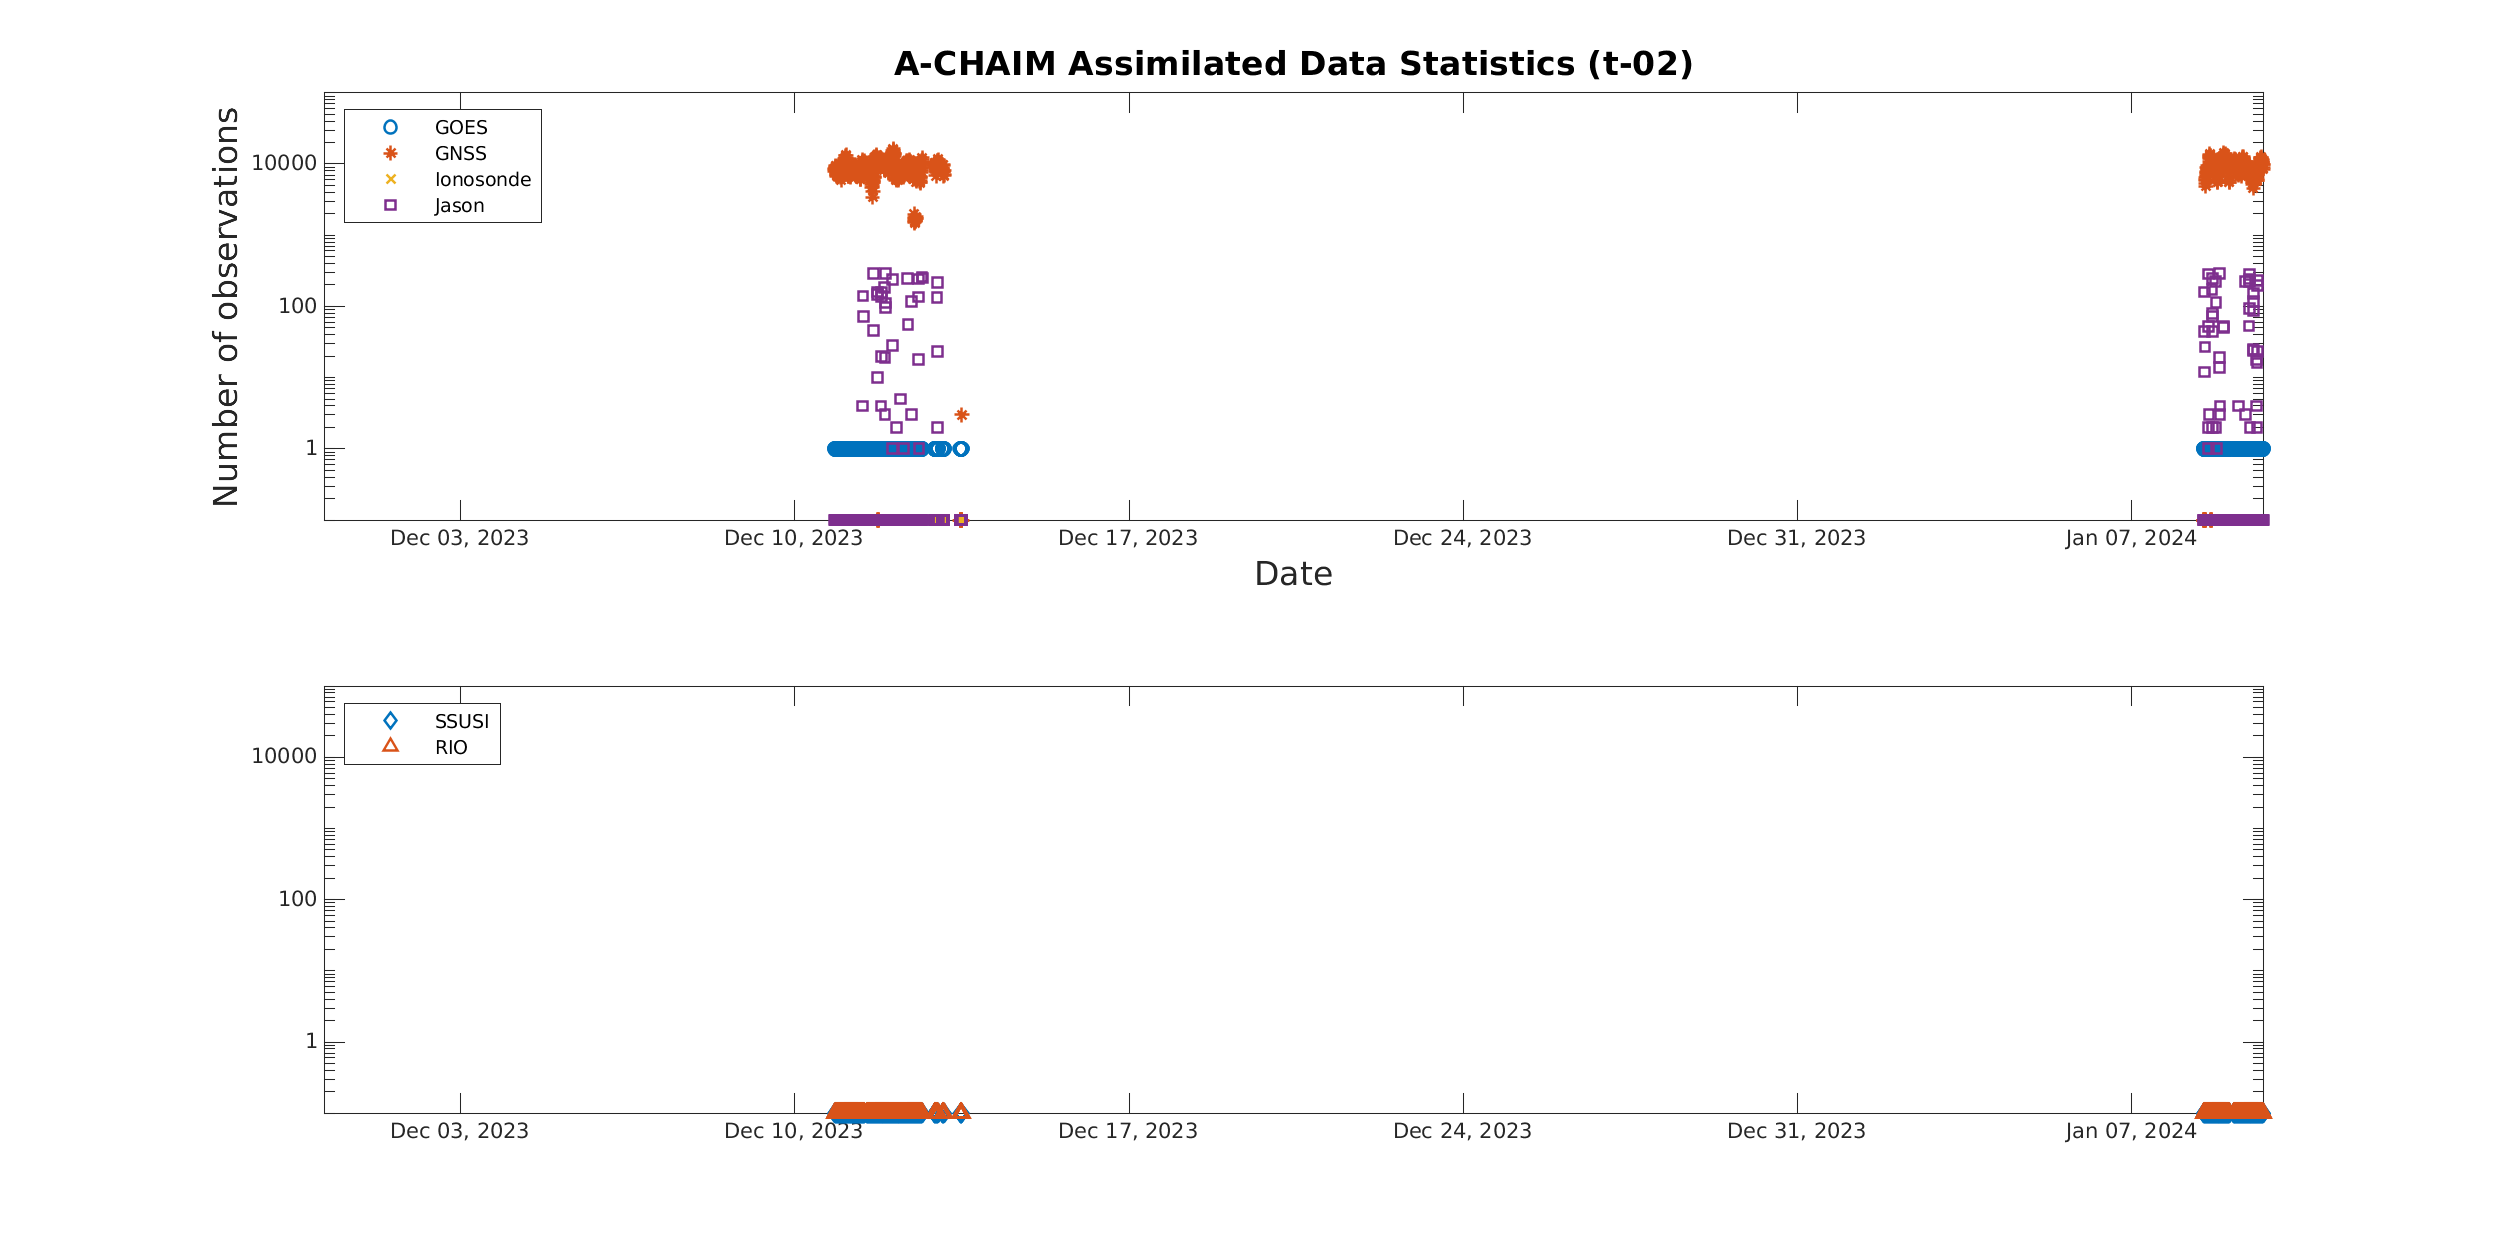 A-CHAIM Assimilated Data Statistics (t-02)
Number of observations
10000
100
1
GOES
GNSS
Ionosonde
Jason
Dec 03, 2023
Dec 10, 2023
Dec 17, 2023
Dec 24, 2023
Dec 31, 2023
Jan 07, 2024
Date
10000
100
1
SSUSI
RIO
Dec 03, 2023
Dec 10, 2023
Dec 17, 2023
Dec 24, 2023
Dec 31, 2023
Jan 07, 2024